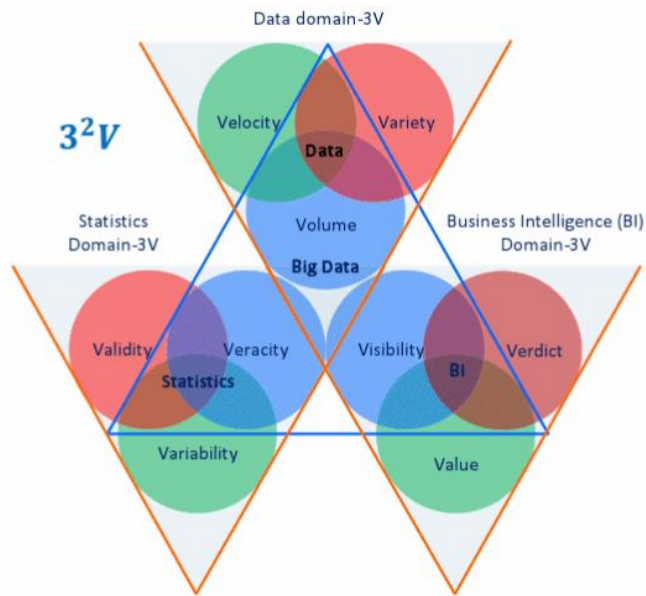 Data domain-3V
Velocity
Variety
3²V
Data
Statistics
Domain-3V
Volume
Business Intelligence (BI)
Domain-3V
Big Data
Validity
Veracity
Visibility
Verdict
Statistics
BI
Variability
Value